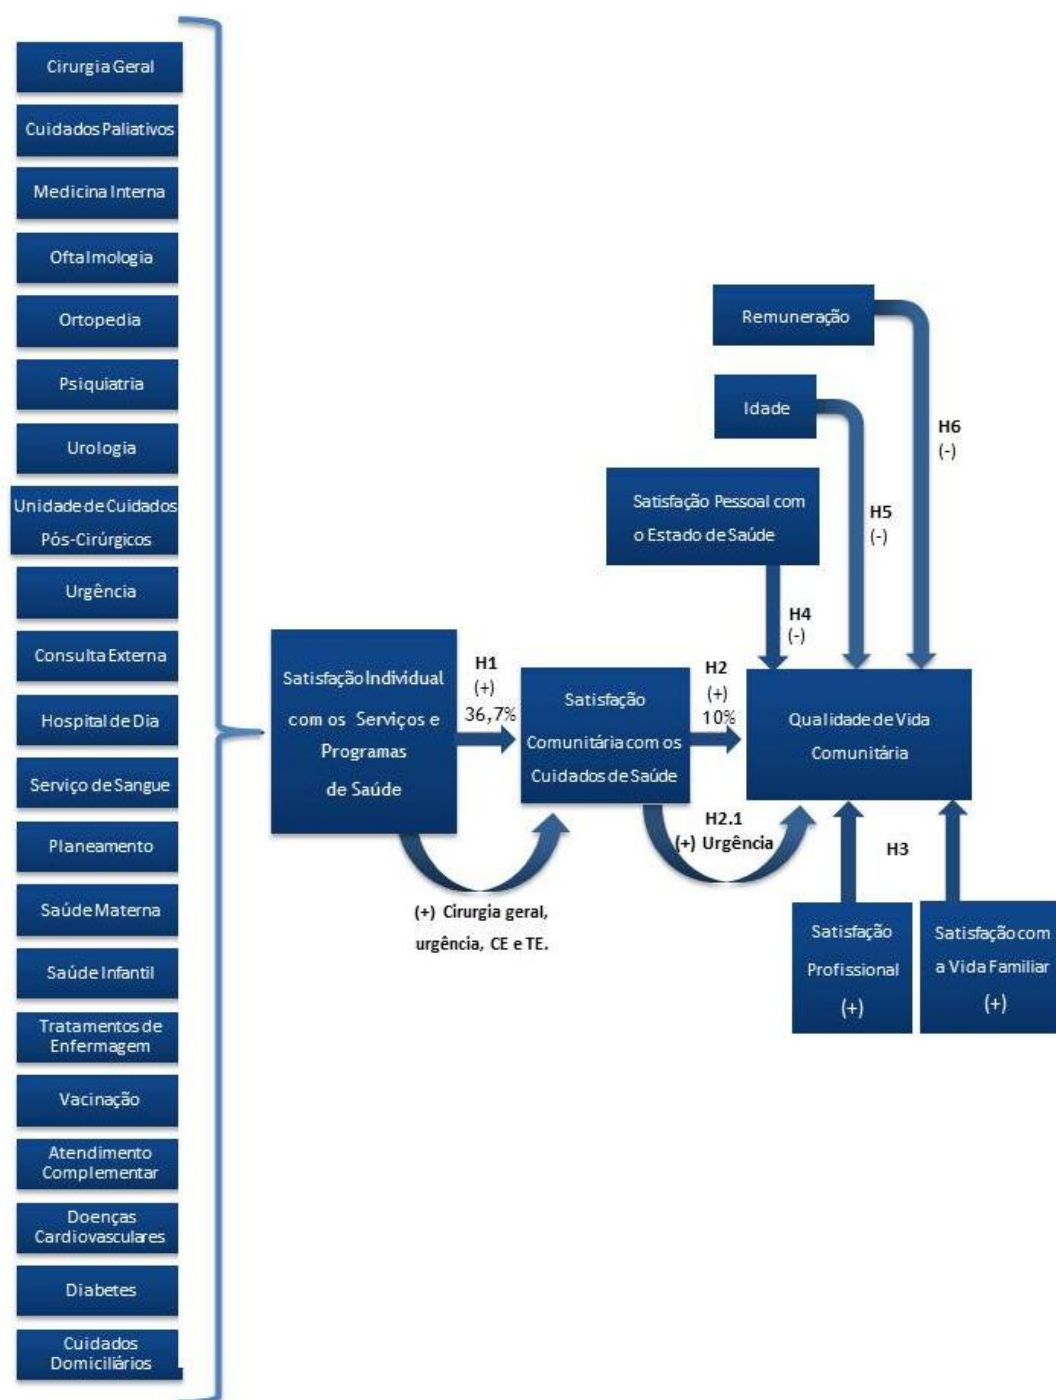 Cirurgia Geral
Cuidados Paliativos
Medicina Interna
Oftalmologia
Ortopedia
Psiquiatria
Urologia
Unidade de Cuidados
Pós-Cirúrgicos
Urgência
Consulta Externa
Hospital de Dia
Serviço de Sangue
Planeamento
Saúde Materna
Saúde Infantil
Tratamentos de
Enfermagem
Vacinação
Atendimento
Complementar
Doenças
Cardiovasculares
Diabetes
Cuidados
Domiciliários
Satisfação Individual
com os Serviços e
Programas
de Saúde
H1
(+)
36,7%
(+) Cirurgia geral,
urgência, CE e TE.
Satisfação
Comunitária com os
Cuidados de Saúde
H2
(+)
10%
H2.1
(+) Urgência
Remuneração
H6
(-)
Idade
H5
(-)
Satisfação Pessoal com
o Estado de Saúde
H4
(-)
Qualidade de Vida
Comunitária
H3
Satisfação
Profissional
(+)
Satisfação com
a Vida Familiar
(+)